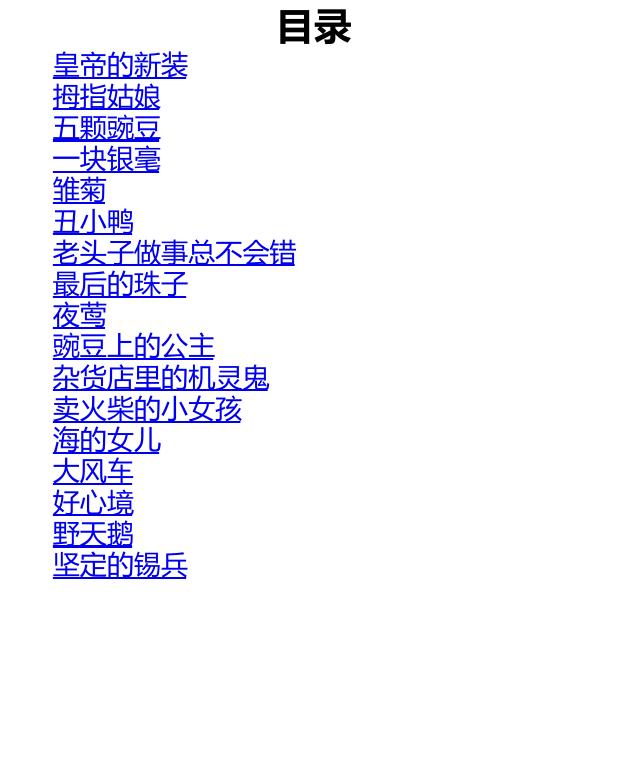 目录
皇帝的新装
拇指姑娘
五颗豌豆
一块银毫
雏菊
丑小鸭
老头子做事总不会错
最后的珠子
夜莺
豌豆上的公主
杂货店里的机灵鬼
卖火柴的小女孩
海的女儿
大风车
好心境
野天鹅
坚定的锡兵